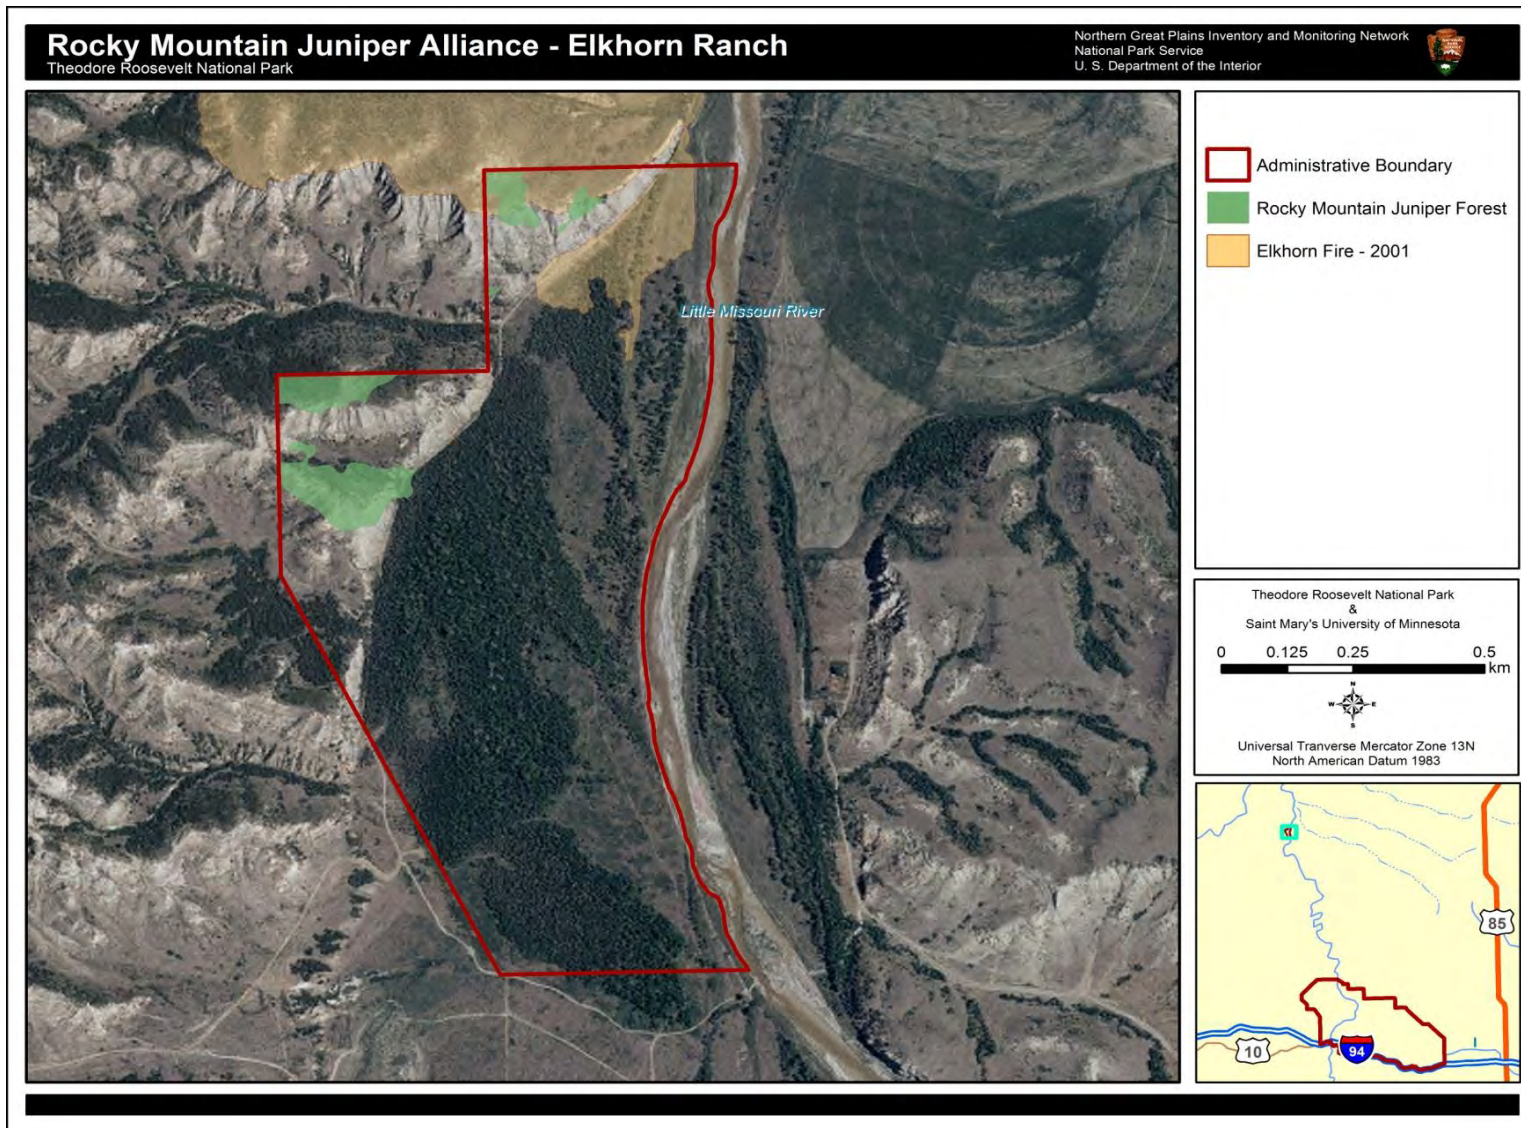 Rocky Mountain Juniper Alliance - Elkhorn Ranch
Theodore Roosevelt National Park
Northern Great Plains Inventory and Monitoring Network
National Park Service
U. S. Department of the Interior
Administrative Boundary
Rocky Mountain Juniper Forest
Elkhorn Fire - 2001
Little Missouri River
Theodore Roosevelt National Park
&
Saint Mary's University of Minnesota
0 0.125 0.25 0.5
km
N
W E
S
Universal Tranverse Mercator Zone 13N
North American Datum 1983
85
10
94